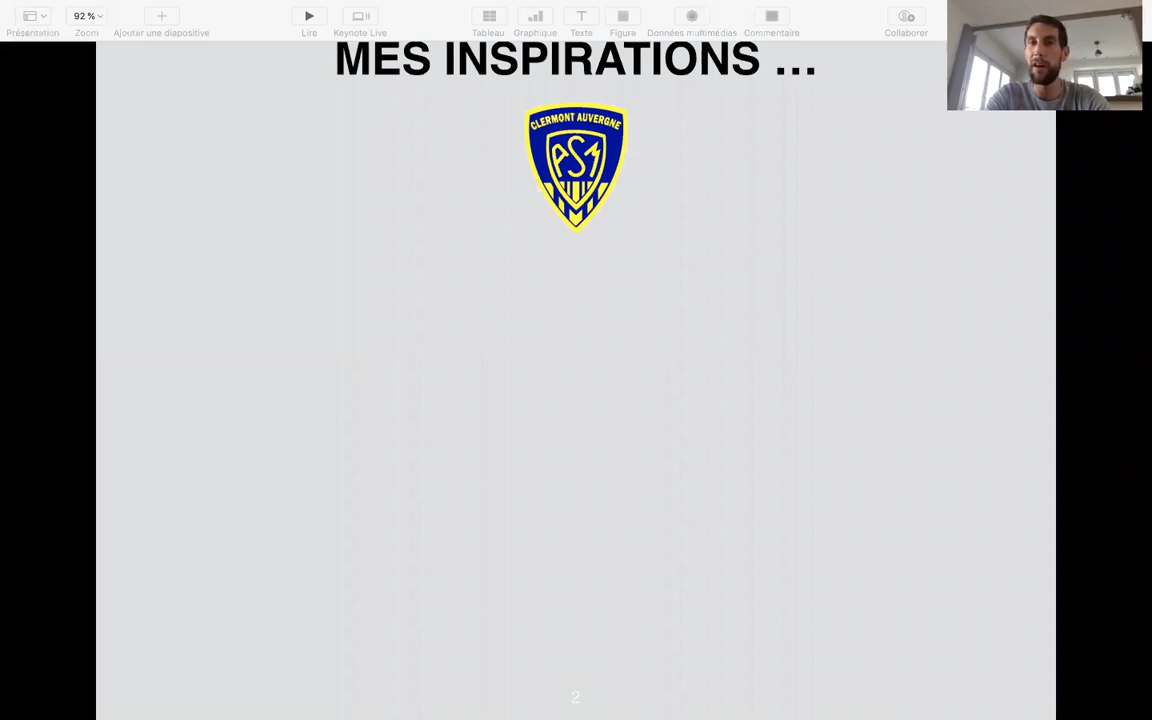 92 %
Présentation
Zoom
Ajouter une diapositive
Lire
Keynote Live
Tableau
Graphique
Texte
Figure
Données multimédias
Commentaire
Collaborer
MES INSPIRATIONS ...
CLERMONT AUVERGNE
ASM
2